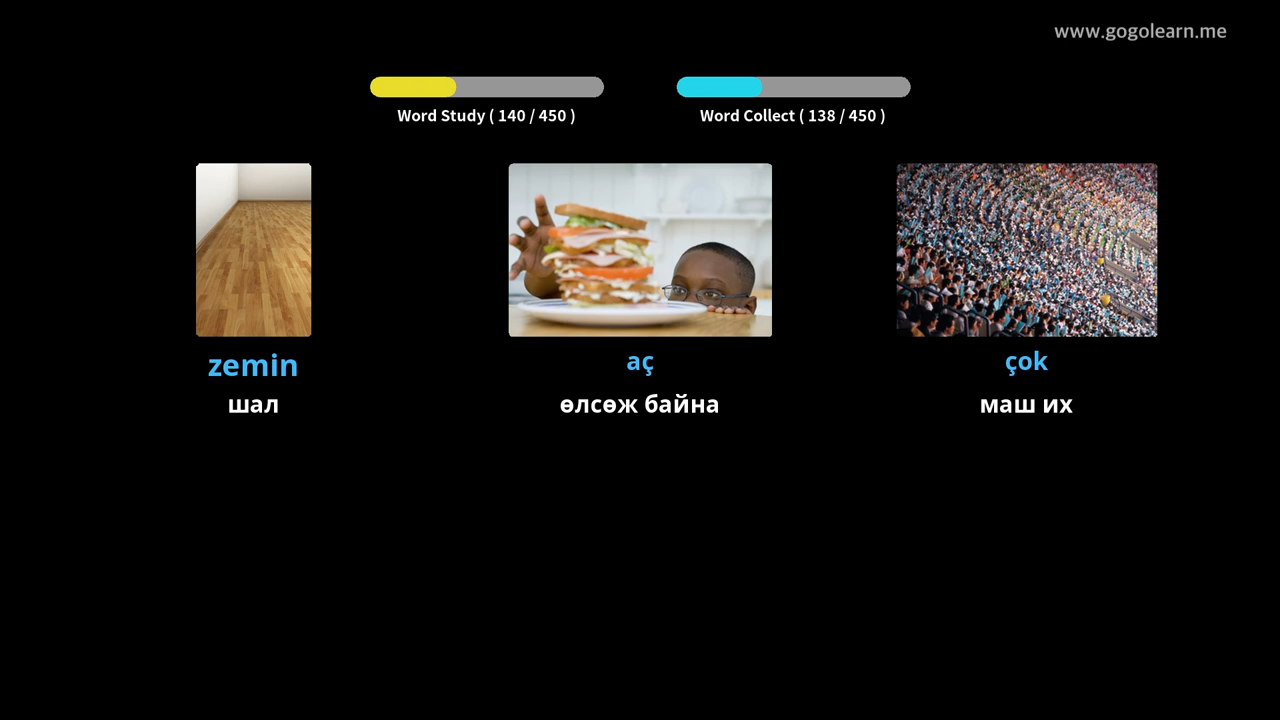 www.gogolearn.me
Word Study ( 140 / 450 )
Word Collect ( 138 / 450 )
zemin
шал
aç
өлсөж байна
çok
маш их